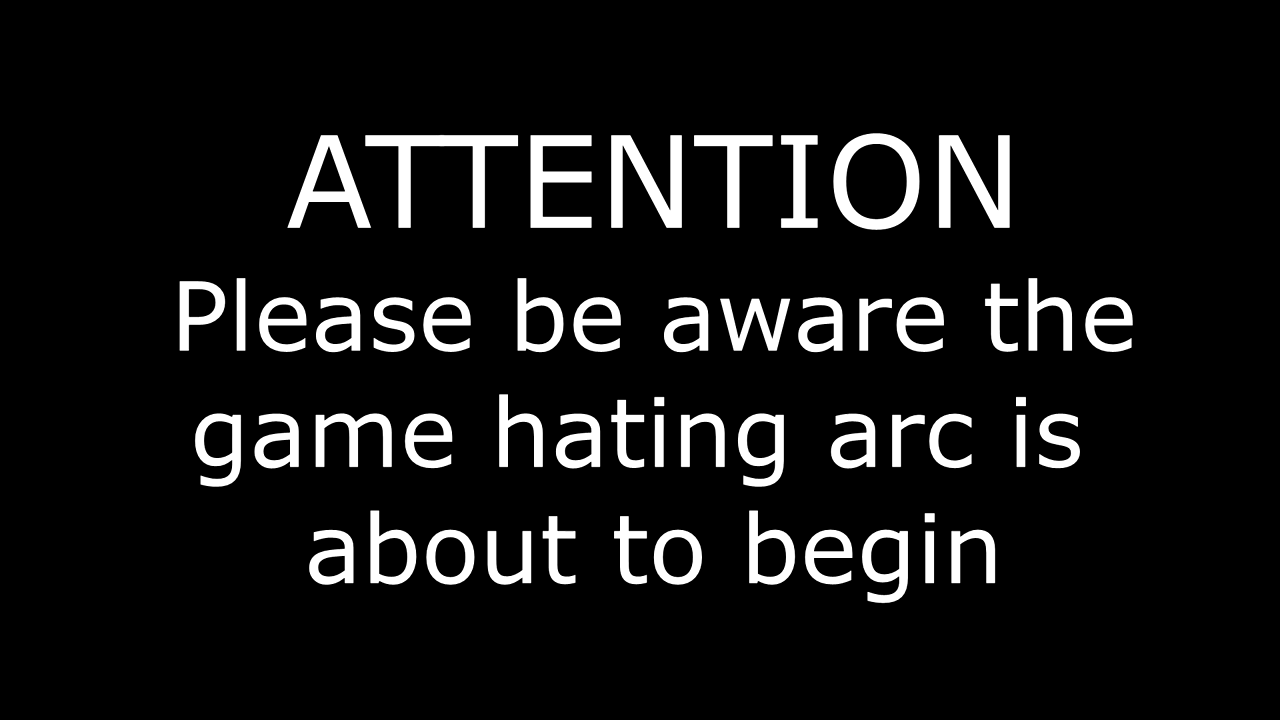 ATTENTION
Please be aware the
game hating arc is
about to begin